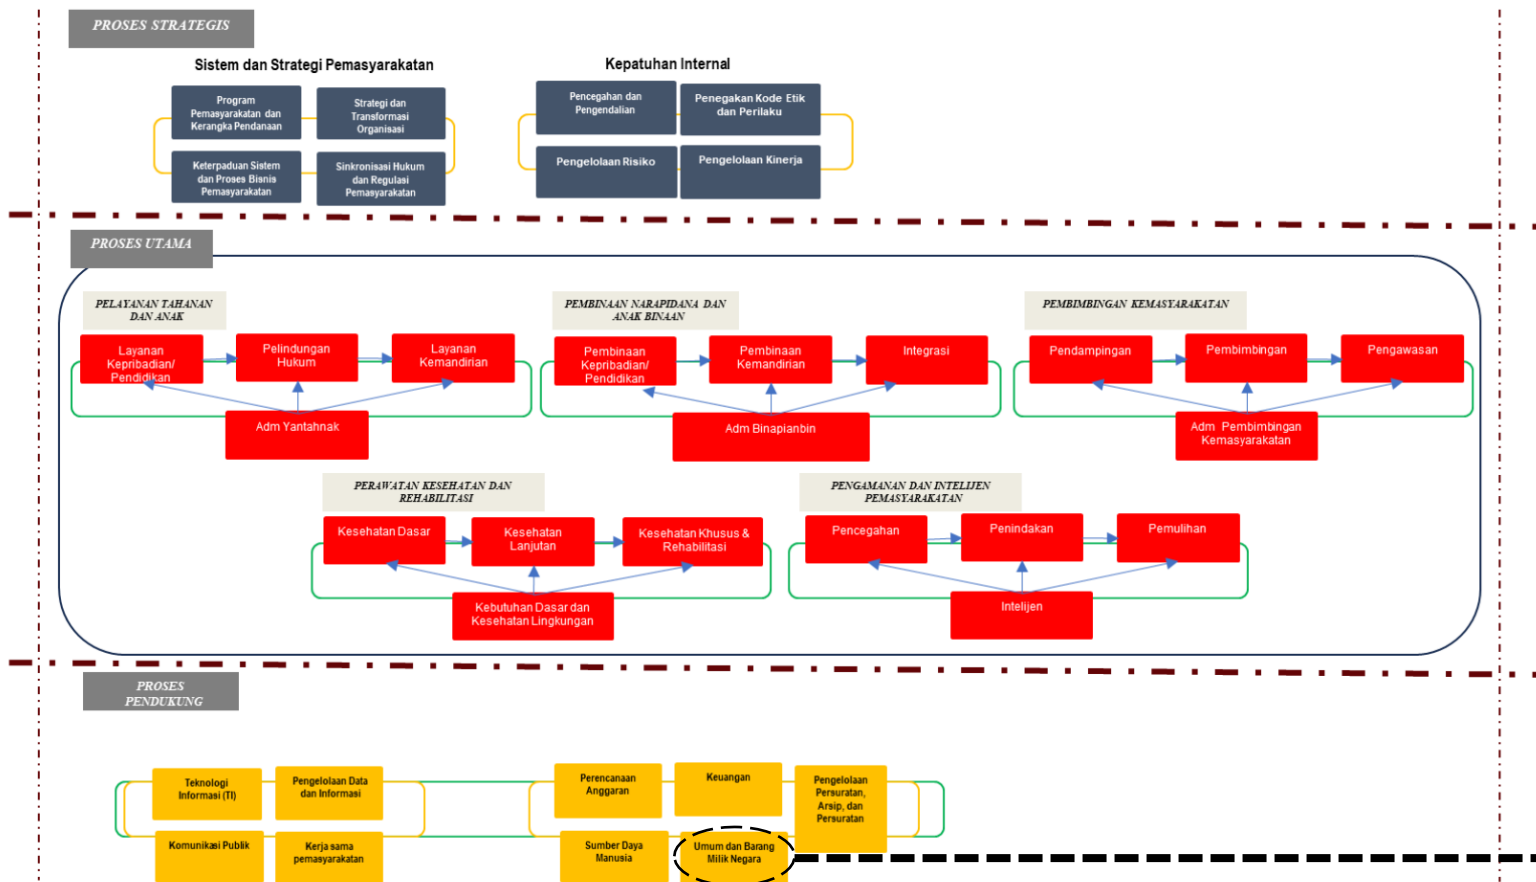 PROSES STRATEGIS
Sistem dan Strategi Pemasyarakatan
Program
Pemasyarakatan dan
Kerangka Pendanaan
Strategi dan
Transformasi
Organisasi
Keterpaduan Sistem
dan Proses Bisnis
Pemasyarakatan
Sinkronisasi Hukum
dan Regulasi
Pemasyarakatan
Kepatuhan Internal
Pencegahan dan
Pengendalian
Penegakan Kode Etik
dan Perilaku
Pengelolaan Risiko
Pengelolaan Kinerja
PROSES UTAMA
PELAYANAN TAHANAN
DAN ANAK
Layanan
Kepribadian/
Pendidikan
Pelindungan
Hukum
Layanan
Kemandirian
Adm Yantahnak
PEMBINAAN NARAPIDANA DAN
ANAK BINAAN
Pembinaan
Kepribadian/
Pendidikan
Pembinaan
Kemandirian
Integrasi
Adm Binapianbin
PEMBIMBINGAN KEMASYARAKATAN
Pendampingan
Pembimbingan
Pengawasan
Adm Pembimbingan
Kemasyarakatan
PERAWATAN KESEHATAN DAN
REHABILITASI
Kesehatan Dasar
Kesehatan
Lanjutan
Kesehatan Khusus &
Rehabilitasi
Kebutuhan Dasar dan
Kesehatan Lingkungan
PENGAMANAN DAN INTELIJEN
PEMASYARAKATAN
Pencegahan
Penindakan
Pemulihan
Intelijen
PROSES
PENDUKUNG
Teknologi
Informasi (TI)
Pengelolaan Data
dan Informasi
Komunikasi Publik
Kerja sama
pemasyarakatan
Perencanaan
Anggaran
Keuangan
Pengelolaan
Persuratan,
Arsip, dan
Persuratan
Sumber Daya
Manusia
Umum dan Barang
Milik Negara